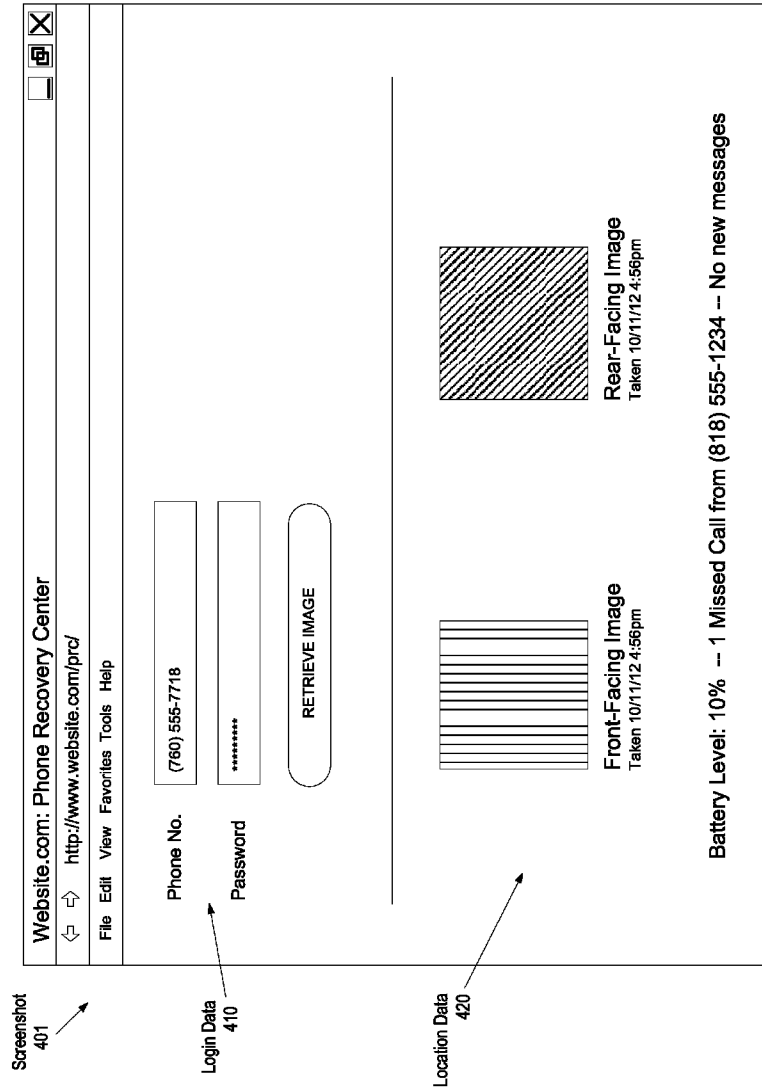 Screenshot
401
Website.com: Phone Recovery Center
http://www.website.com/prc/
File Edit View Favorites Tools Help
Login Data
410
Phone No.
(760) 555-7718
Password
*********
RETRIEVE IMAGE
Location Data
420
Front-Facing Image
Taken 10/11/12 4:56pm
Rear-Facing Image
Taken 10/11/12 4:56pm
Battery Level: 10% -- 1 Missed Call from (818) 555-1234 -- No new messages